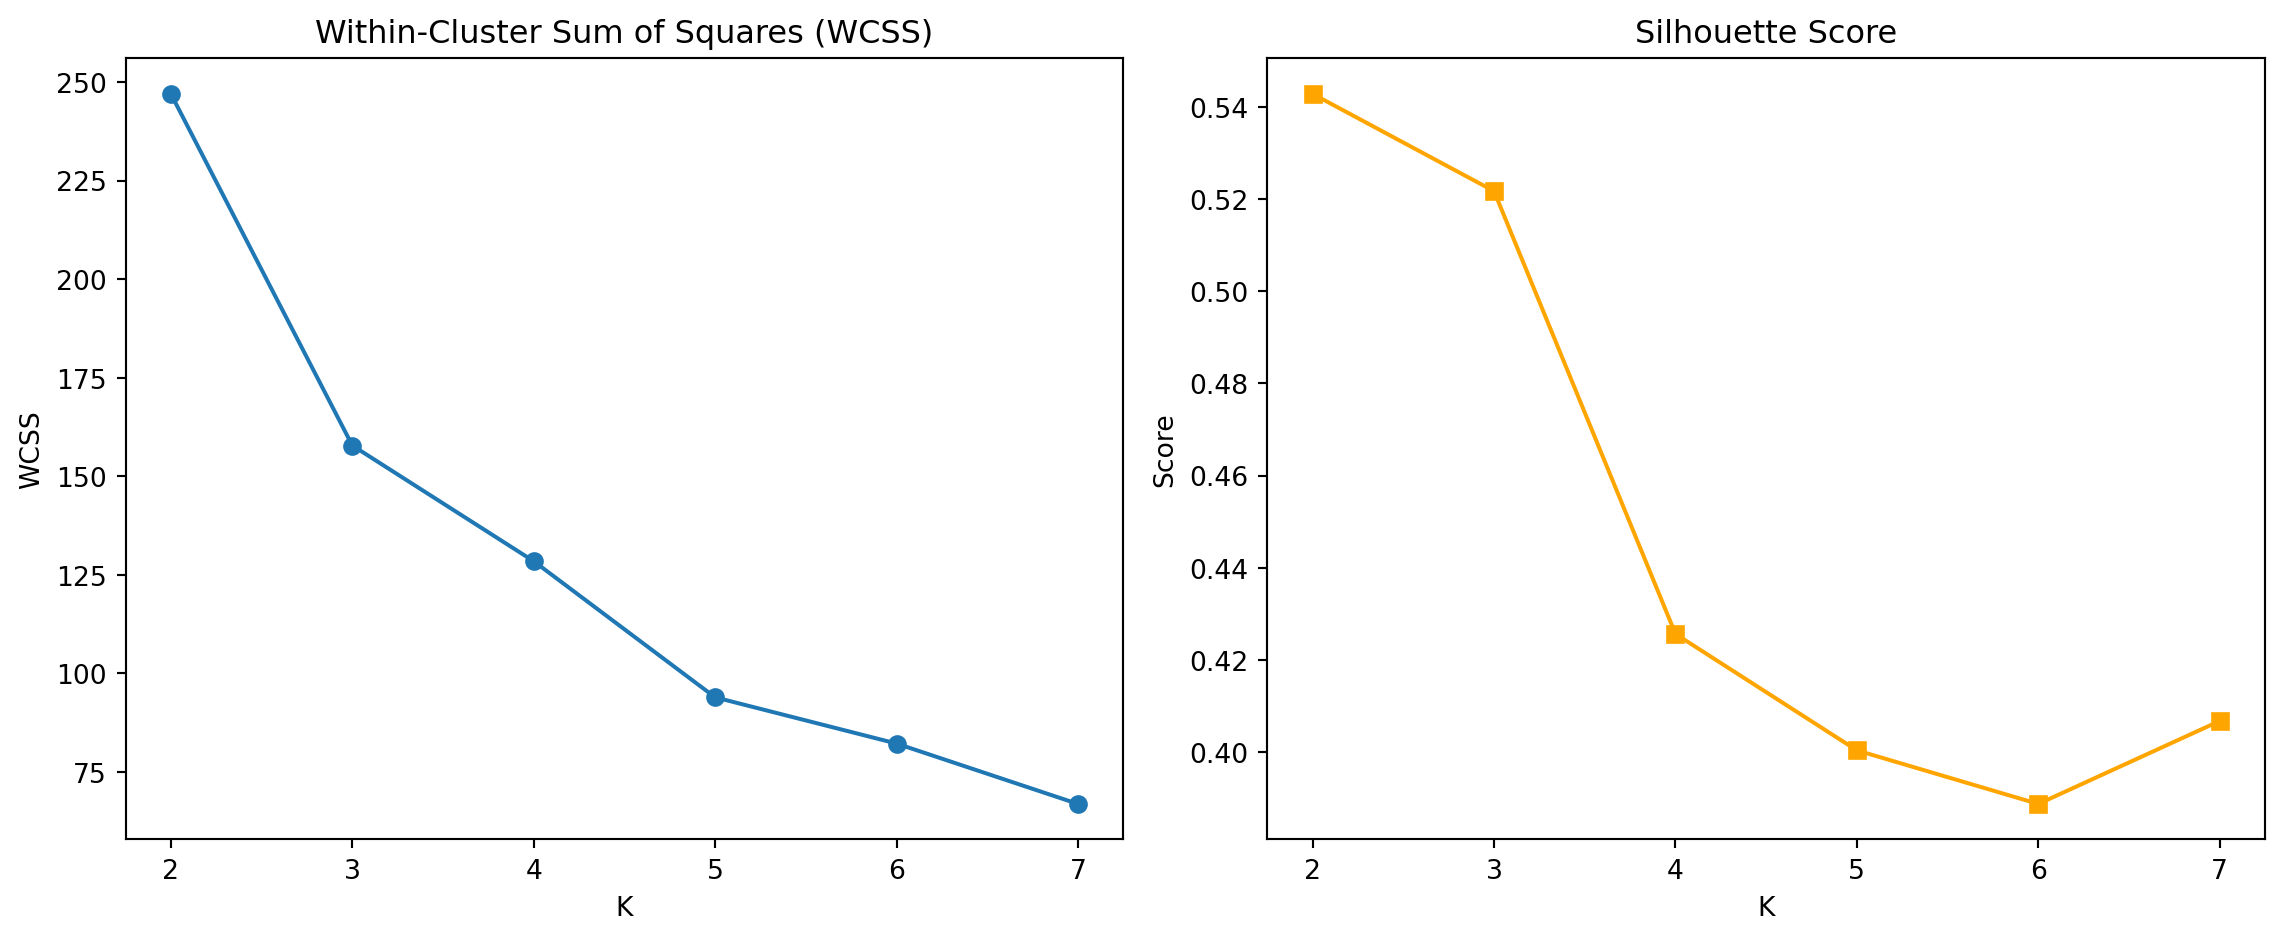 Within-Cluster Sum of Squares (WCSS)
250
225
200
175
150
125
100
75
WCSS
2 3 4 5 6 7
K
Silhouette Score
0.54
0.52
0.50
0.48
0.46
0.44
0.42
0.40
Score
2 3 4 5 6 7
K